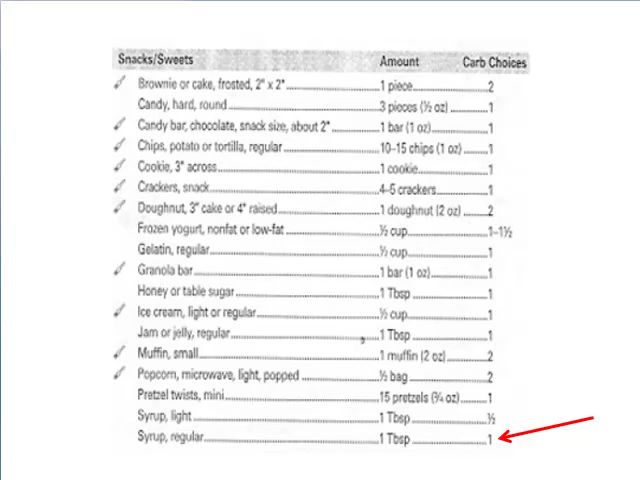 Snacks/Sweets Amount Carb Choices
Brownie or cake, frosted, 2" x 2" 1 piece 2
Candy, hard, round 3 pieces (½ oz) 1
Candy bar, chocolate, snack size, about 2" 1 bar (1 oz) 1
Chips, potato or tortilla, regular 10–15 chips (1 oz) 1
Cookie, 3" across 1 cookie 1
Crackers, snack 4–5 crackers 1
Doughnut, 3" cake or 4" raised 1 doughnut (2 oz) 2
Frozen yogurt, nonfat or low-fat ½ cup 1–1½
Gelatin, regular ½ cup 1
Granola bar 1 bar (1 oz) 1
Honey or table sugar 1 Tbsp 1
Ice cream, light or regular ½ cup 1
Jam or jelly, regular 1 Tbsp 1
Muffin, small 1 muffin (2 oz) 2
Popcorn, microwave, light, popped ½ bag 2
Pretzel twists, mini 15 pretzels (¾ oz) 1
Syrup, light 1 Tbsp ½
Syrup, regular 1 Tbsp 1